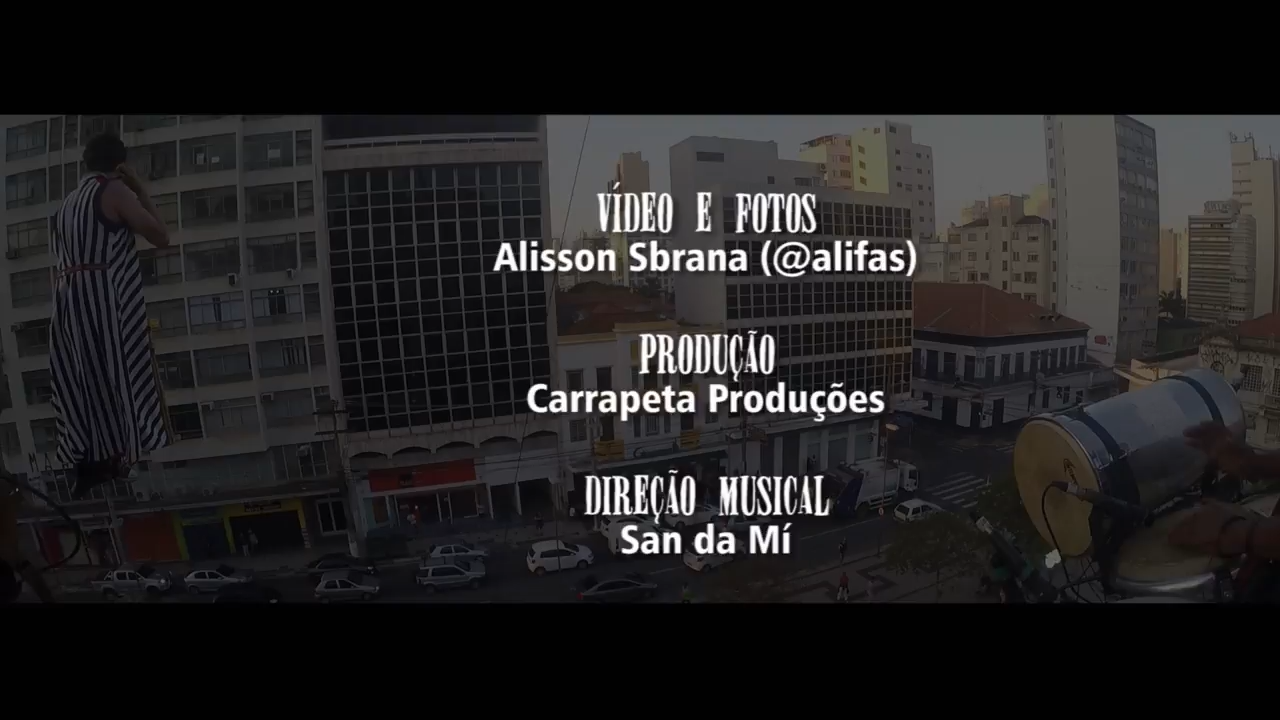 VÍDEO E FOTOS
Alisson Sbrana (@alifas)
PRODUÇÃO
Carrapeta Produções
DIREÇÃO MUSICAL
San da Mí